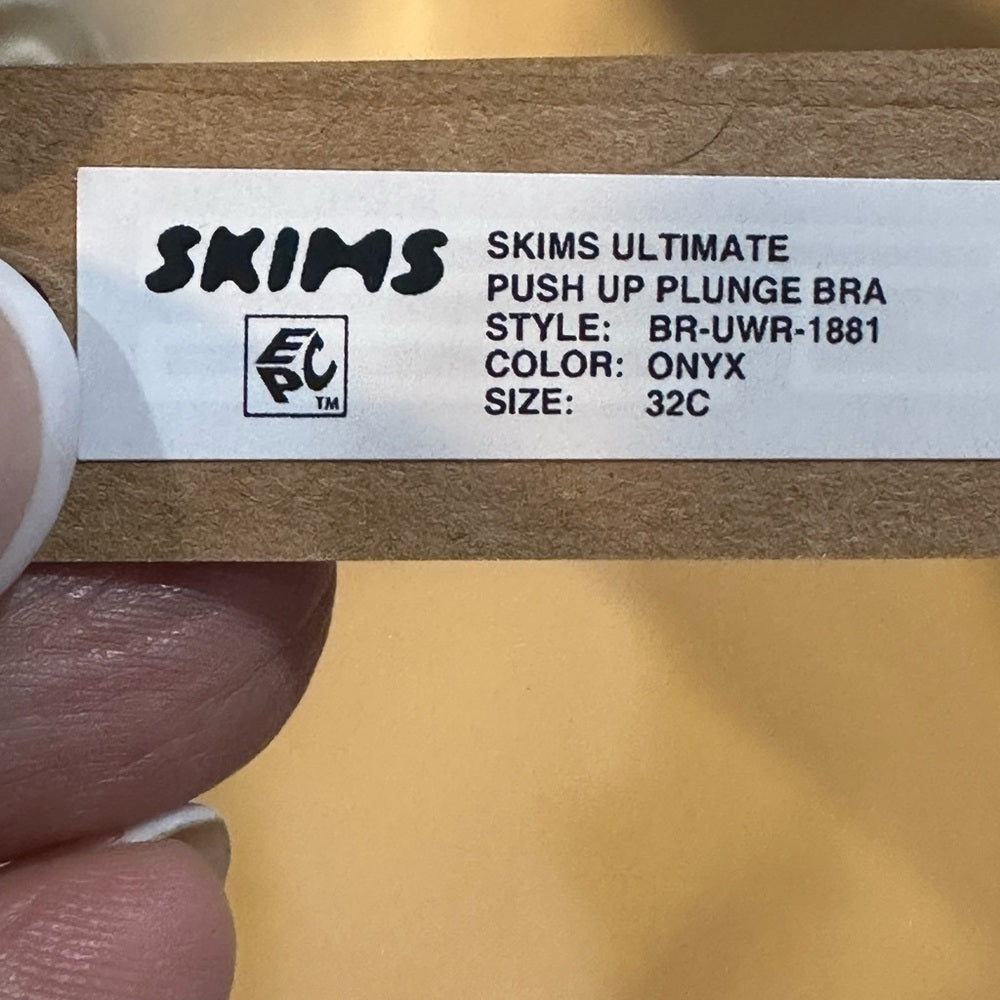 SKIMS
EPC TM
SKIMS ULTIMATE
PUSH UP PLUNGE BRA
STYLE: BR-UWR-1881
COLOR: ONYX
SIZE: 32C